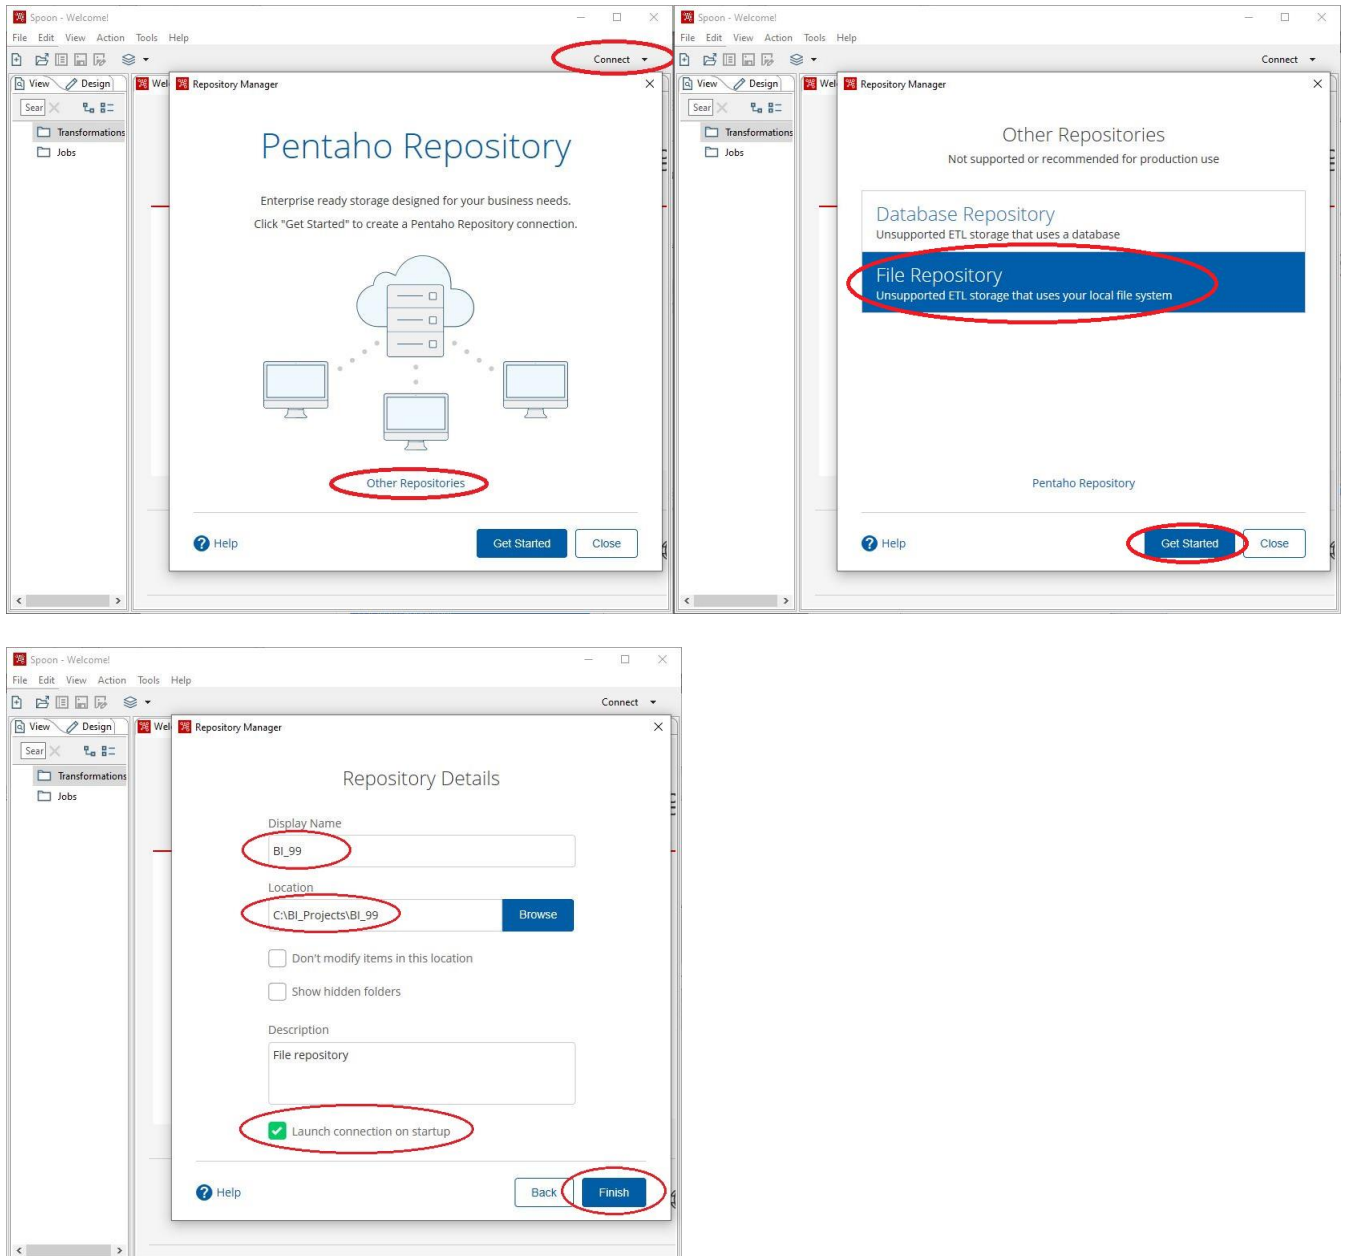 Spoon - Welcome!
File Edit View Action Tools Help
Connect
View Design Wel
Sear
Transformations
Jobs
Repository Manager
Pentaho Repository
Enterprise ready storage designed for your business needs.
Click "Get Started" to create a Pentaho Repository connection.
Other Repositories
Help
Get Started
Close
Spoon - Welcome!
File Edit View Action Tools Help
Connect
View Design Wel
Sear
Transformations
Jobs
Repository Manager
Other Repositories
Not supported or recommended for production use
Database Repository
Unsupported ETL storage that uses a database
File Repository
Unsupported ETL storage that uses your local file system
Pentaho Repository
Help
Get Started
Close
Spoon - Welcome!
File Edit View Action Tools Help
Connect
View Design Wel
Sear
Transformations
Jobs
Repository Manager
Repository Details
Display Name
BI_99
Location
C:\BI_Projects\BI_99
Browse
Don't modify items in this location
Show hidden folders
Description
File repository
Launch connection on startup
Help
Back
Finish